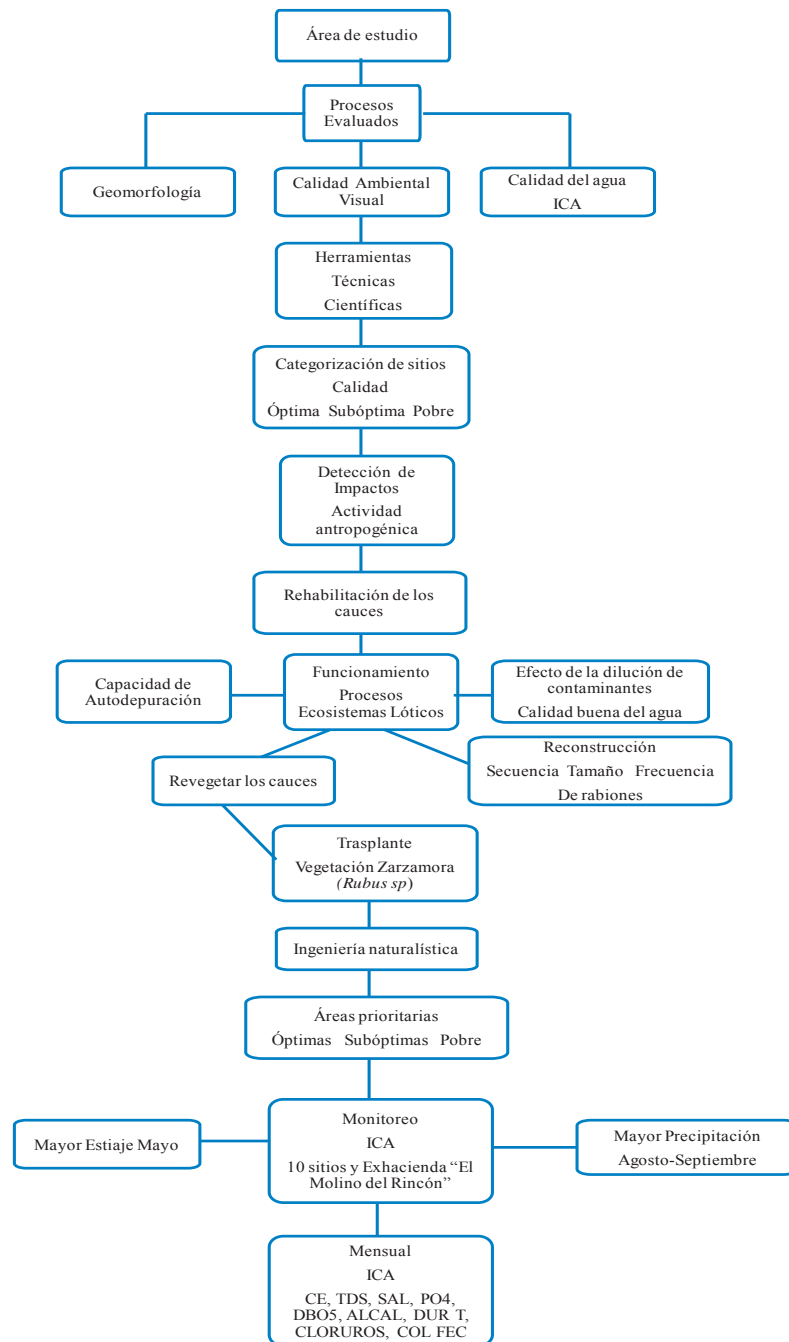 Área de estudio
Procesos
Evaluados
Geomorfología
Calidad Ambiental
Visual
Calidad del agua
ICA
Herramientas
Técnicas
Científicas
Categorización de sitios
Calidad
Óptima Subóptima Pobre
Detección de
Impactos
Actividad
antropogénica
Rehabilitación de los
cauces
Capacidad de
Autodepuración
Funcionamiento
Procesos
Ecosistemas Lóticos
Efecto de la dilución de
contaminantes
Calidad buena del agua
Revegetar los cauces
Reconstrucción
Secuencia Tamaño Frecuencia
De rabiones
Trasplante
Vegetación Zarzamora
(Rubus sp)
Ingeniería naturalística
Áreas prioritarias
Óptimas Subóptimas Pobre
Mayor Estiaje Mayo
Monitoreo
ICA
10 sitios y Exhacienda “El
Molino del Rincón”
Mayor Precipitación
Agosto-Septiembre
Mensual
ICA
CE, TDS, SAL, PO4,
DBO5, ALCAL, DUR T,
CLORUROS, COL FEC